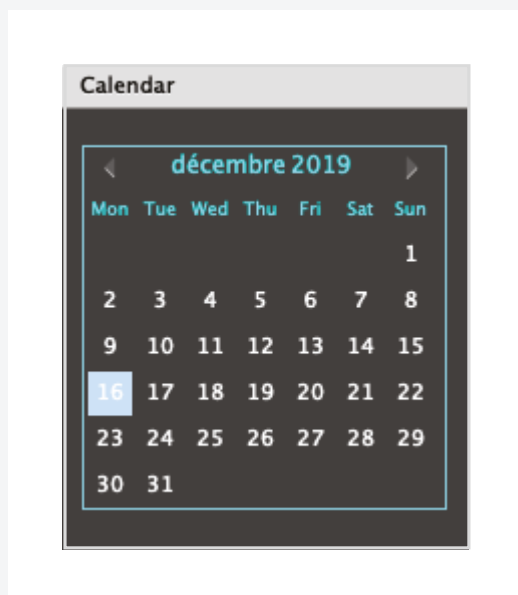 Calendar
décembre 2019
Mon Tue Wed Thu Fri Sat Sun
1
2 3 4 5 6 7 8
9 10 11 12 13 14 15
16 17 18 19 20 21 22
23 24 25 26 27 28 29
30 31